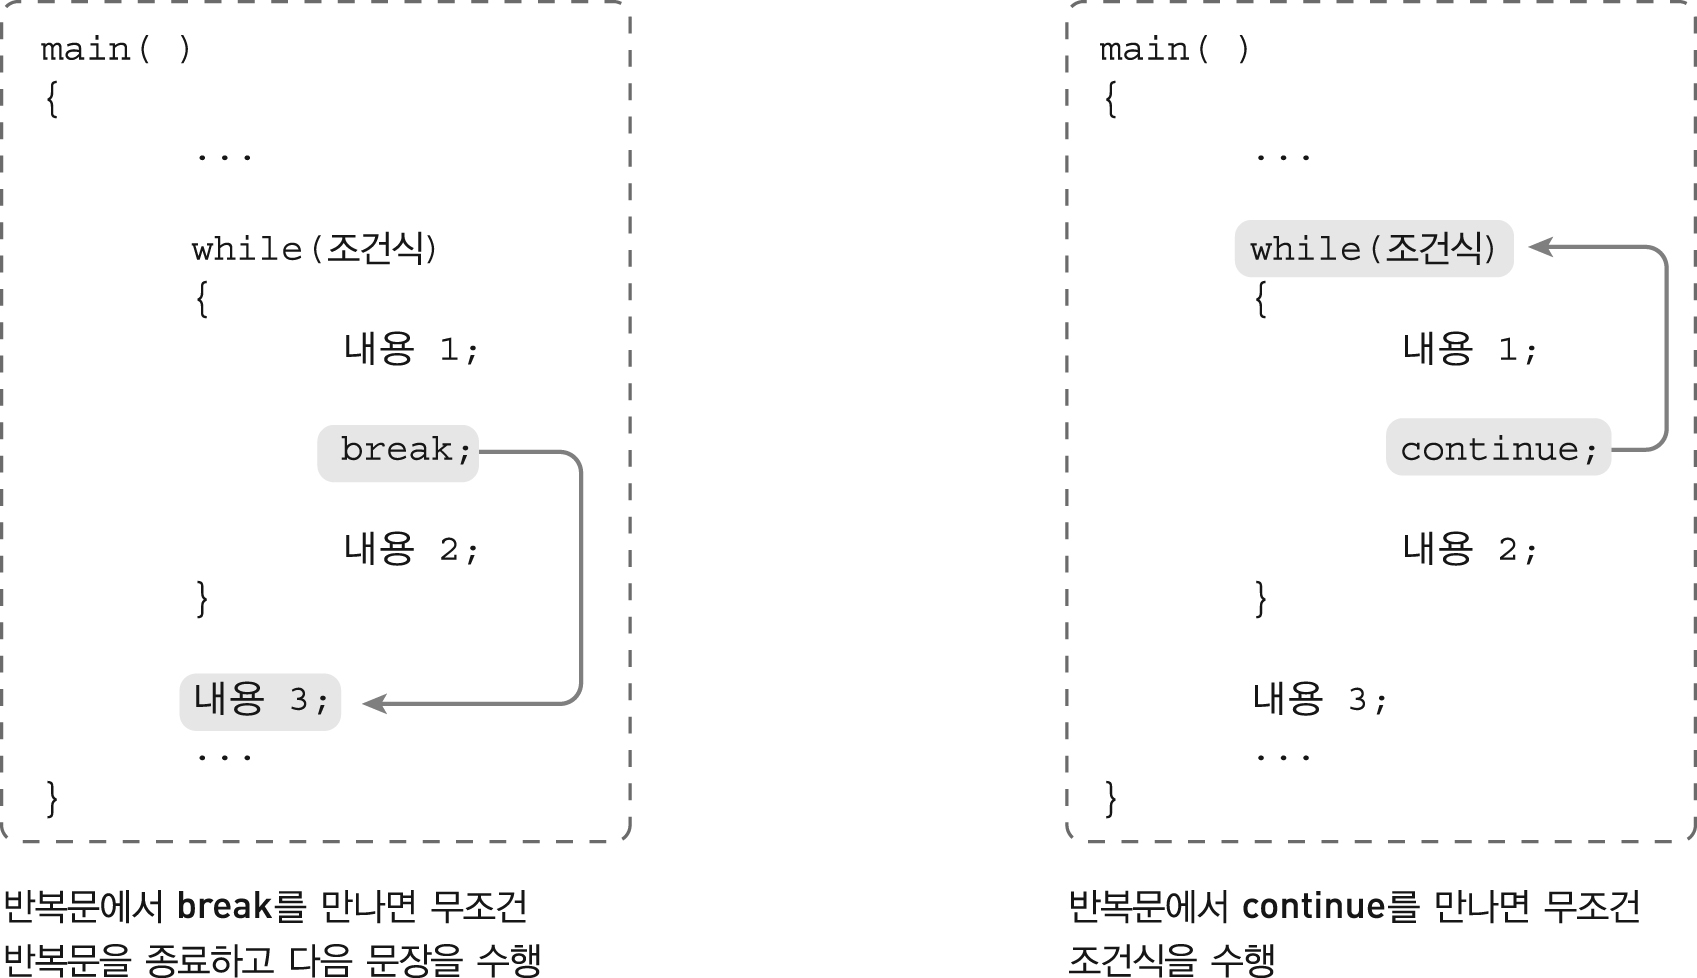 main( )
{
...
while(조건식)
{
내용 1;
break;
내용 2;
}
내용 3;
...
}
반복문에서 break를 만나면 무조건
반복문을 종료하고 다음 문장을 수행
main( )
{
...
while(조건식)
{
내용 1;
continue;
내용 2;
}
내용 3;
...
}
반복문에서 continue를 만나면 무조건
조건식을 수행